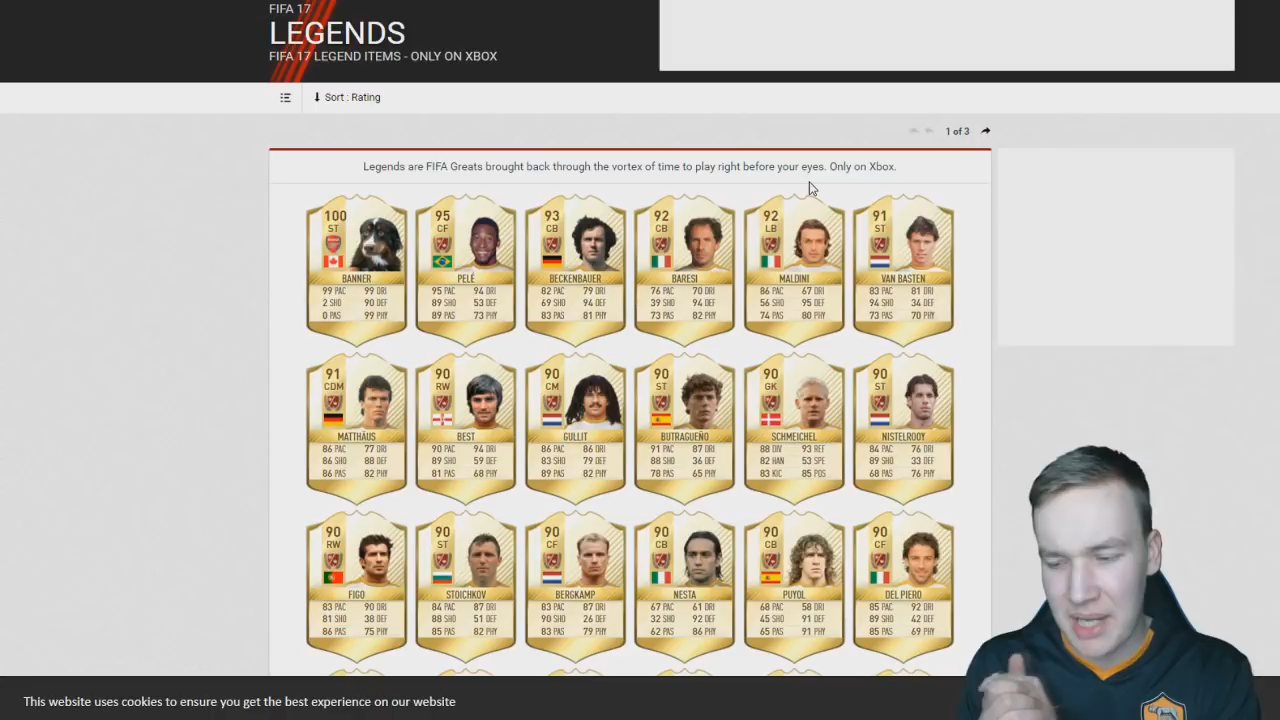 FIFA 17
LEGENDS
FIFA 17 LEGEND ITEMS - ONLY ON XBOX
Sort : Rating
1 of 3
Legends are FIFA Greats brought back through the vortex of time to play right before your eyes. Only on Xbox.
100 ST BANNER
99 PAC 99 DRI
2 SHO 90 DEF
0 PAS 99 PHY
95 CF PELÉ
95 PAC 94 DRI
89 SHO 53 DEF
89 PAS 73 PHY
93 CB BECKENBAUER
82 PAC 79 DRI
69 SHO 94 DEF
83 PAS 81 PHY
92 CB BARESI
76 PAC 70 DRI
39 SHO 94 DEF
73 PAS 82 PHY
92 LB MALDINI
86 PAC 67 DRI
56 SHO 95 DEF
74 PAS 80 PHY
91 ST VAN BASTEN
83 PAC 81 DRI
94 SHO 34 DEF
73 PAS 70 PHY
91 CDM MATTHÄUS
86 PAC 77 DRI
86 SHO 88 DEF
86 PAS 82 PHY
90 RW BEST
90 PAC 94 DRI
89 SHO 59 DEF
81 PAS 68 PHY
90 CM GULLIT
86 PAC 86 DRI
83 SHO 79 DEF
89 PAS 82 PHY
90 ST BUTRAGUEÑO
91 PAC 87 DRI
88 SHO 36 DEF
78 PAS 65 PHY
90 GK SCHMEICHEL
88 DIV 93 REF
82 HAN 53 SPE
83 KIC 85 POS
90 ST NISTELROOY
84 PAC 76 DRI
89 SHO 33 DEF
68 PAS 76 PHY
90 RW FIGO
83 PAC 90 DRI
81 SHO 38 DEF
86 PAS 75 PHY
90 ST STOICHKOV
84 PAC 87 DRI
88 SHO 51 DEF
85 PAS 82 PHY
90 CF BERGKAMP
83 PAC 87 DRI
90 SHO 26 DEF
83 PAS 79 PHY
90 CB NESTA
67 PAC 61 DRI
32 SHO 92 DEF
62 PAS 86 PHY
90 CB PUYOL
68 PAC 58 DRI
45 SHO 91 DEF
65 PAS 91 PHY
90 CF DEL PIERO
85 PAC 92 DRI
89 SHO 42 DEF
85 PAS 69 PHY
This website uses cookies to ensure you get the best experience on our website